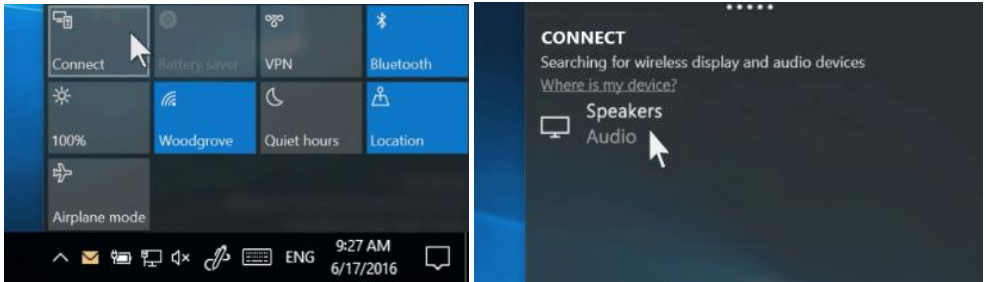 Connect
Battery saver
VPN
Bluetooth
100%
Woodgrove
Quiet hours
Location
Airplane mode
ENG
9:27 AM
6/17/2016
CONNECT
Searching for wireless display and audio devices
Where is my device?
Speakers
Audio